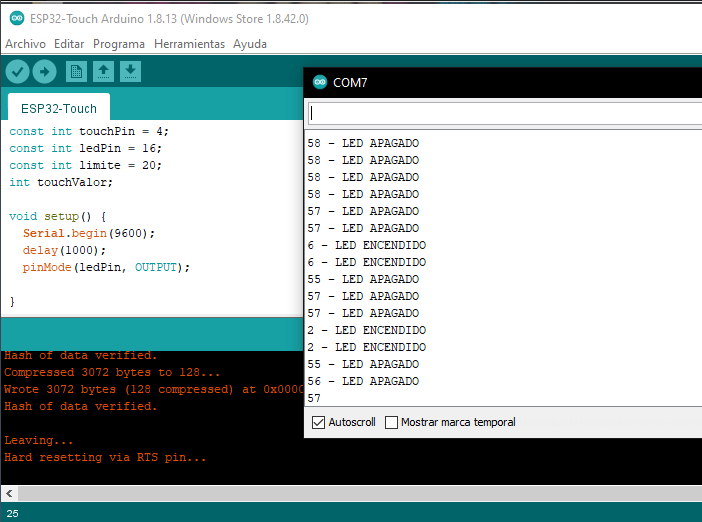 ESP32-Touch Arduino 1.8.13 (Windows Store 1.8.42.0)
Archivo Editar Programa Herramientas Ayuda
ESP32-Touch
const int touchPin = 4;
const int ledPin = 16;
const int limite = 20;
int touchValor;
void setup() {
Serial.begin(9600);
delay(1000);
pinMode(ledPin, OUTPUT);
}
Hash of data verified.
Compressed 3072 bytes to 128...
Wrote 3072 bytes (128 compressed) at 0x0000
Hash of data verified.
Leaving...
Hard resetting via RTS pin...
25
COM7
58 - LED APAGADO
58 - LED APAGADO
58 - LED APAGADO
58 - LED APAGADO
57 - LED APAGADO
57 - LED APAGADO
6 - LED ENCENDIDO
6 - LED ENCENDIDO
55 - LED APAGADO
57 - LED APAGADO
57 - LED APAGADO
2 - LED ENCENDIDO
2 - LED ENCENDIDO
55 - LED APAGADO
56 - LED APAGADO
57
Autoscroll Mostrar marca temporal